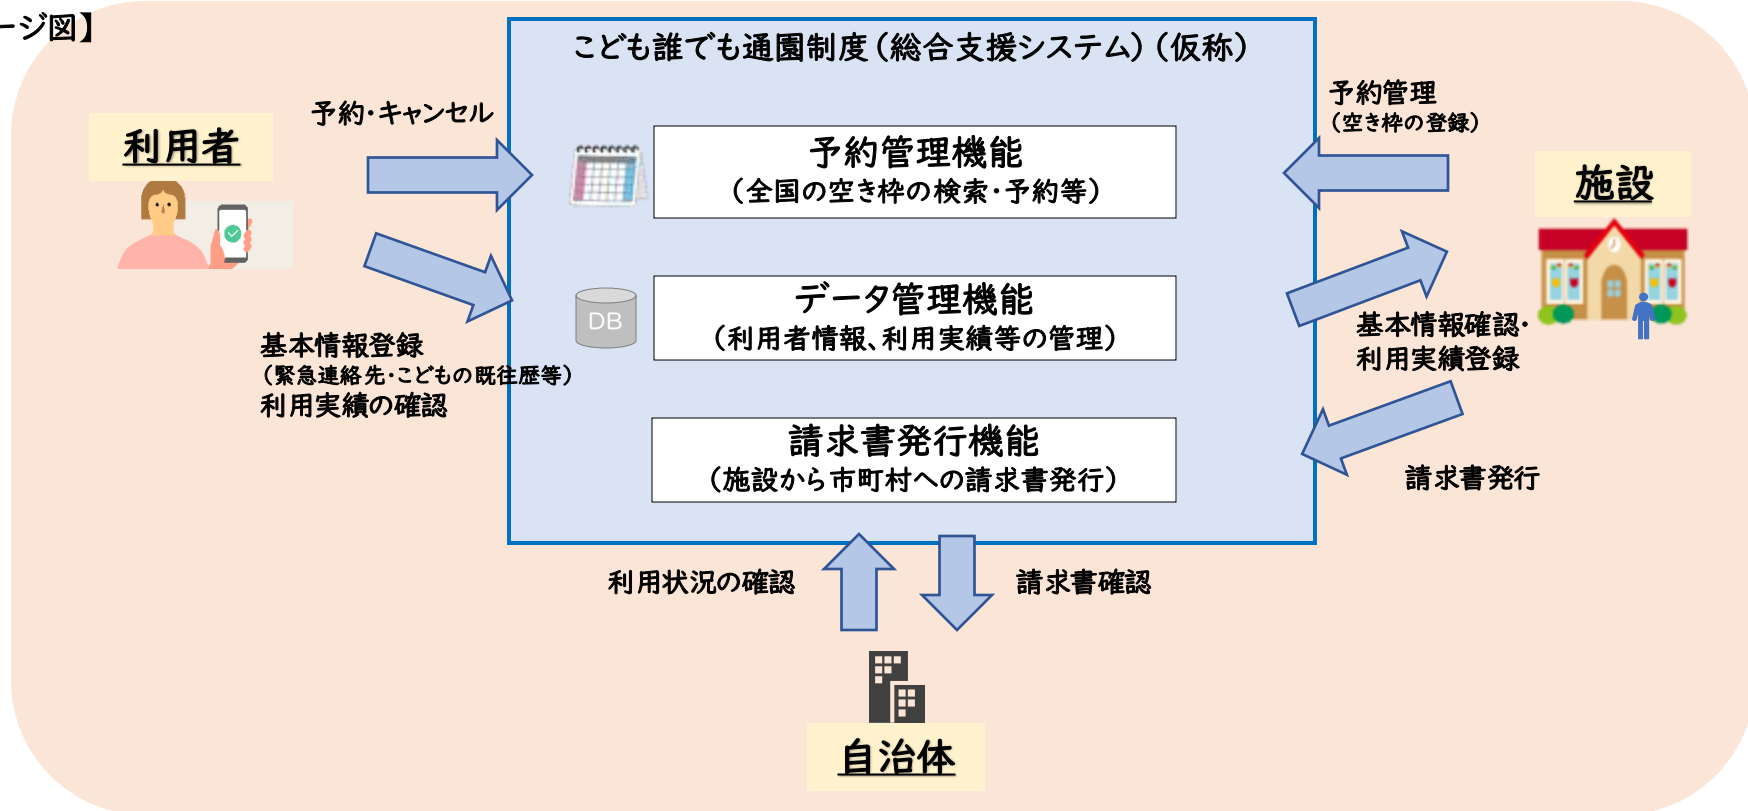 ージ図】
こども誰でも通園制度（総合支援システム）（仮称）
予約・キャンセル
利用者
予約管理
（空き枠の登録）
施設
予約管理機能
（全国の空き枠の検索・予約等）
DB
データ管理機能
（利用者情報、利用実績等の管理）
基本情報登録
（緊急連絡先・こどもの既往歴等）
利用実績の確認
基本情報確認・
利用実績登録
請求書発行機能
（施設から市町村への請求書発行）
請求書発行
利用状況の確認
請求書確認
自治体